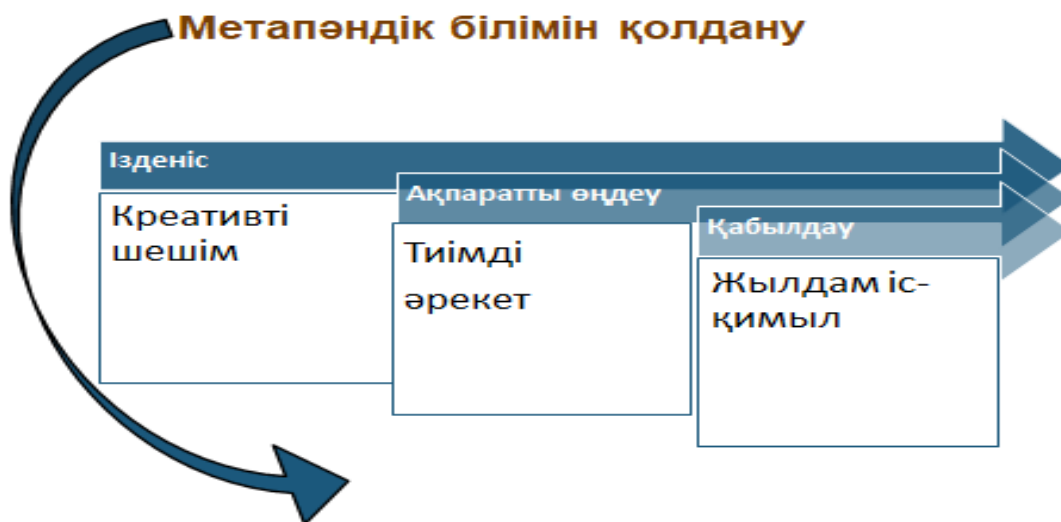 Метапәндік білімін қолдану
Ізденіс
Креативті
шешім
Ақпаратты өңдеу
Тиімді
әрекет
Қабылдау
Жылдам іс-
қимыл